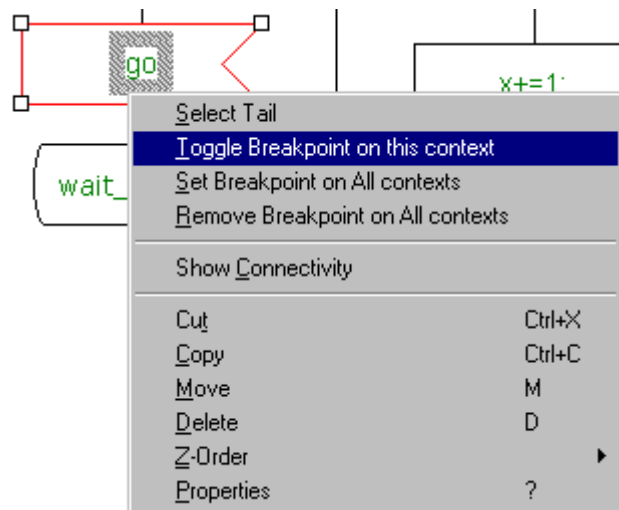 go
x+=1;
wait_
Select Tail
Toggle Breakpoint on this context
Set Breakpoint on All contexts
Remove Breakpoint on All contexts
Show Connectivity
Cut Ctrl+X
Copy Ctrl+C
Move M
Delete D
Z-Order
Properties ?